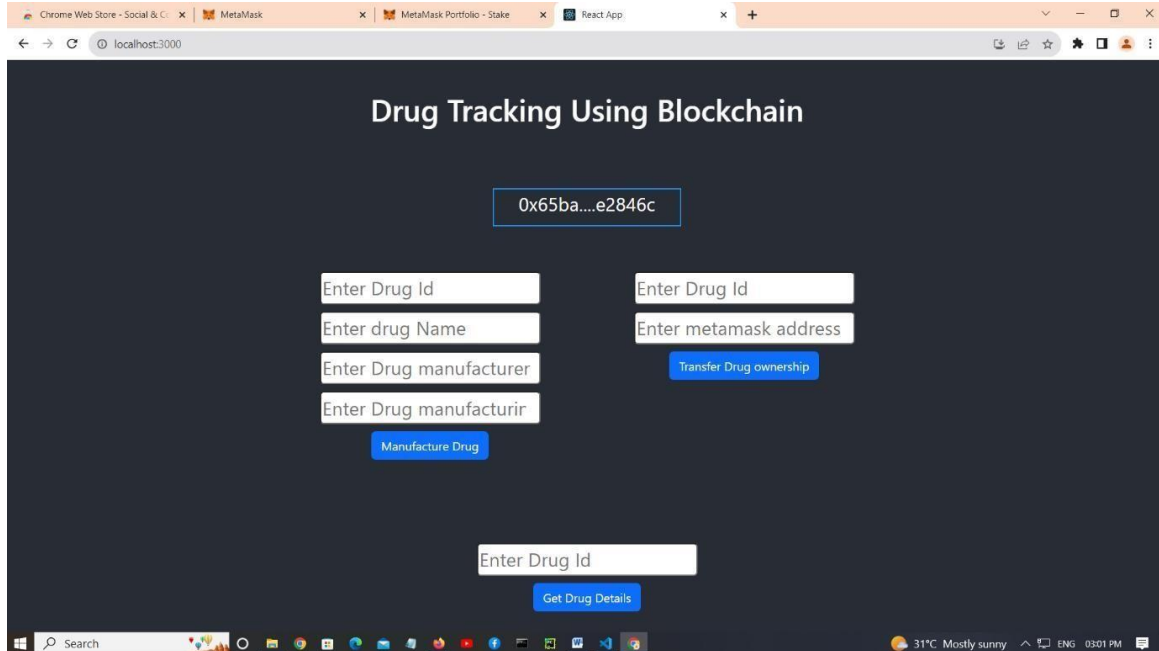 Chrome Web Store - Social & C
MetaMask
MetaMask Portfolio - Stake
React App
localhost:3000
Drug Tracking Using Blockchain
0x65ba....e2846c
Enter Drug Id
Enter drug Name
Enter Drug manufacturer
Enter Drug manufacturir
Manufacture Drug
Enter Drug Id
Enter metamask address
Transfer Drug ownership
Enter Drug Id
Get Drug Details
Search
31°C Mostly sunny
ENG
03:01 PM